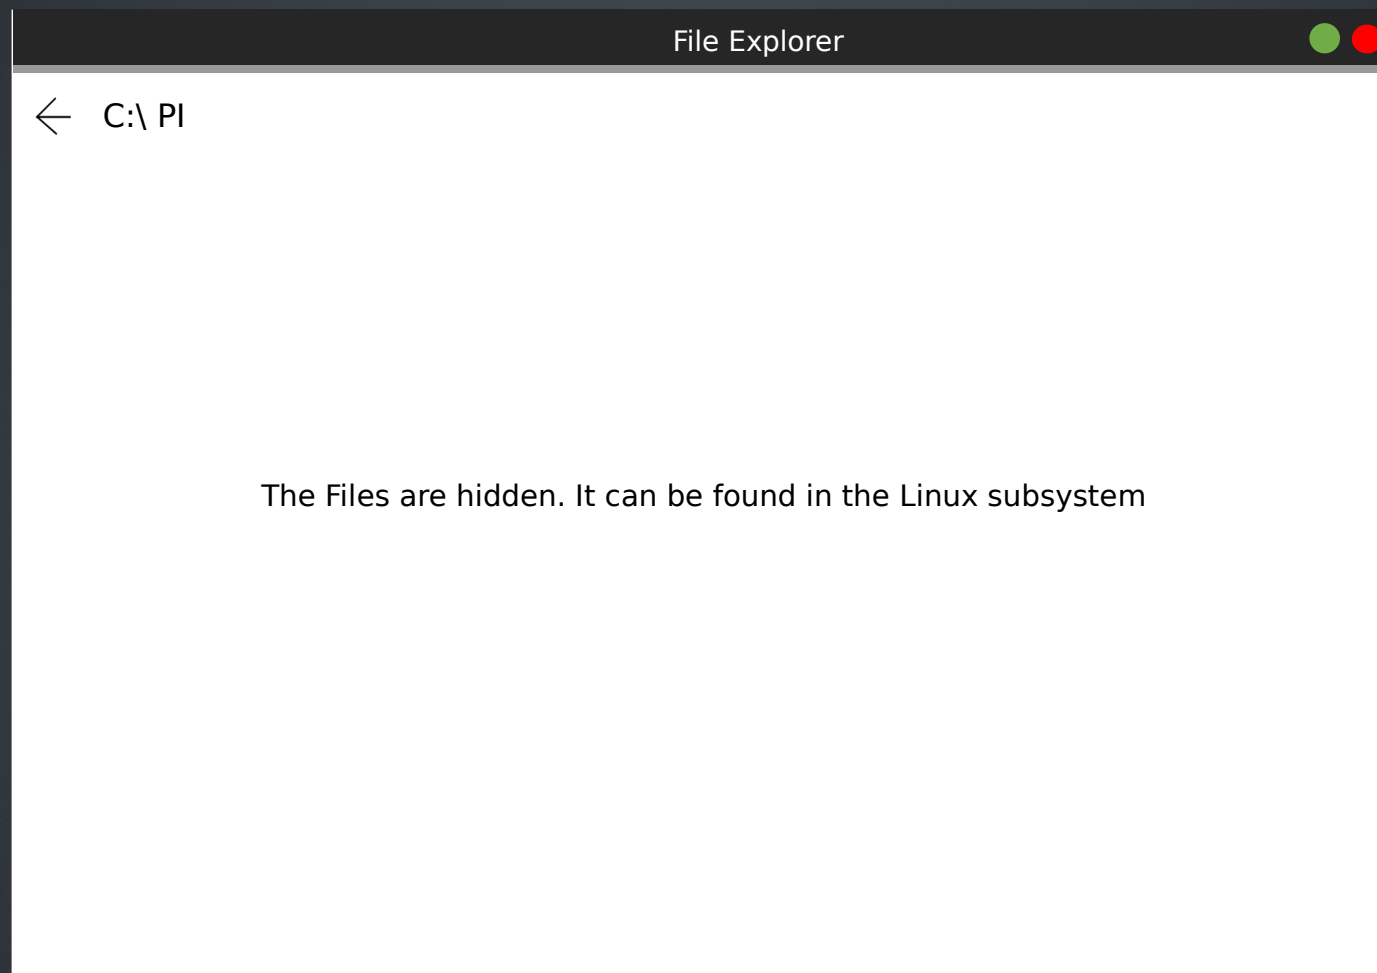 File Explorer
C:\ PI
The Files are hidden. It can be found in the Linux subsystem